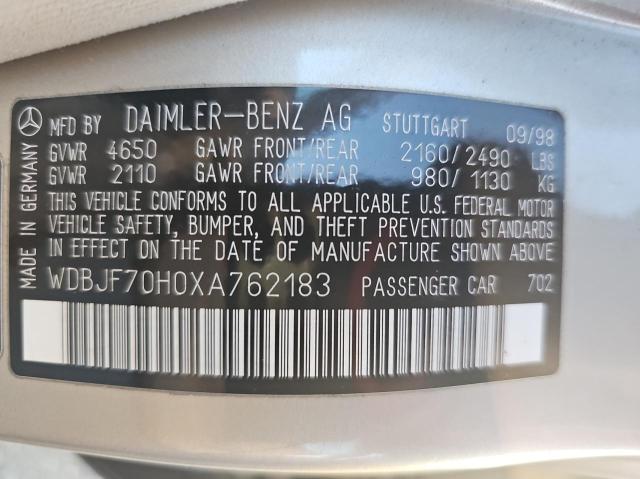 MFD BY DAIMLER-BENZ AG STUTTGART 09/98
GVWR 4650 GAWR FRONT/REAR 2160/2490 LBS
GVWR 2110 GAWR FRONT/REAR 980/1130 KG
THIS VEHICLE CONFORMS TO ALL APPLICABLE U.S. FEDERAL MOTOR
VEHICLE SAFETY, BUMPER, AND THEFT PREVENTION STANDARDS
IN EFFECT ON THE DATE OF MANUFACTURE SHOWN ABOVE
WDBJF70H0XA762183 PASSENGER CAR 702
MADE IN GERMANY